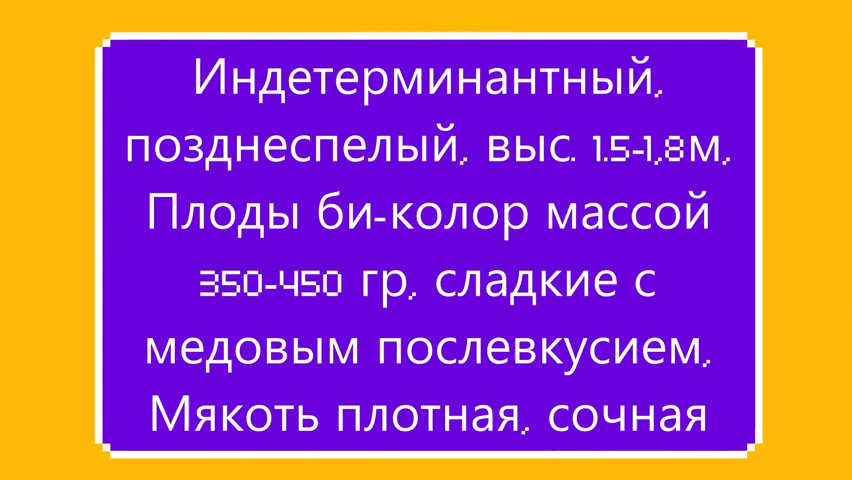 Индетерминантный,
позднеспелый, выс. 1.5-1,8м,
Плоды би-колор массой
350-450 гр, сладкие с
медовым послевкусием,
Мякоть плотная, сочная